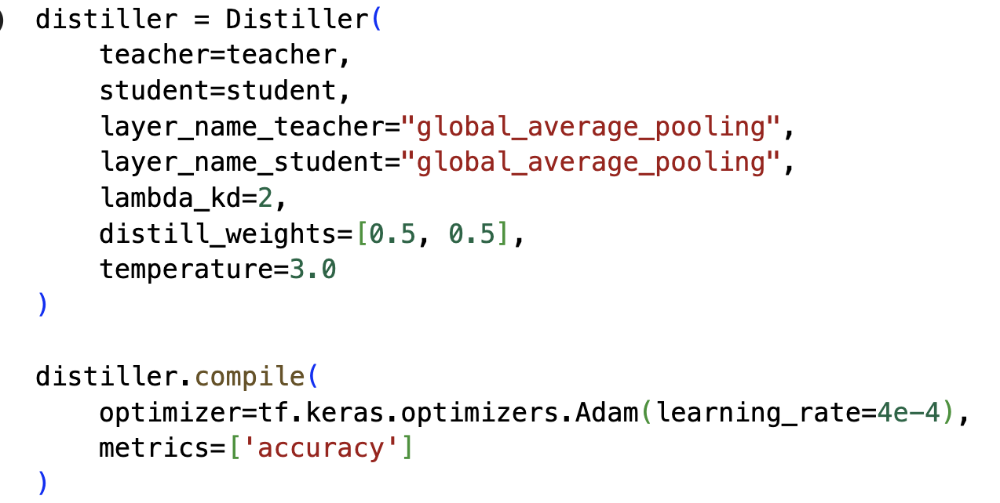 distiller = Distiller(
    teacher=teacher,
    student=student,
    layer_name_teacher="global_average_pooling",
    layer_name_student="global_average_pooling",
    lambda_kd=2,
    distill_weights=[0.5, 0.5],
    temperature=3.0
)

distiller.compile(
    optimizer=tf.keras.optimizers.Adam(learning_rate=4e-4),
    metrics=['accuracy']
)